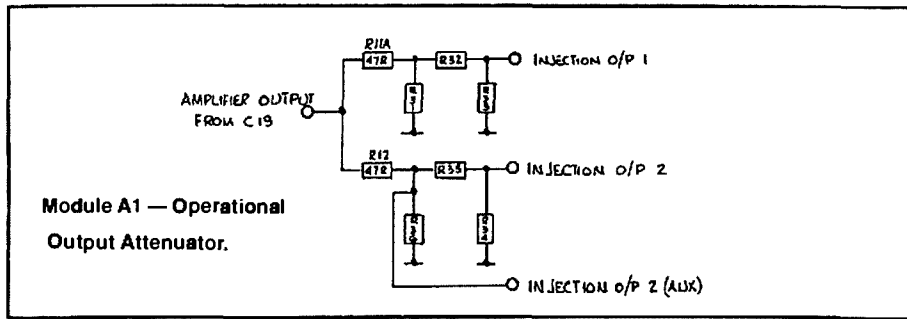 R11A
47R
R32
INJECTION O/P 1
AMPLIFIER OUTPUT
FROM C19
R12
47R
R35
INJECTION O/P 2
Module A1 — Operational
Output Attenuator.
INJECTION O/P 2 (AUX)